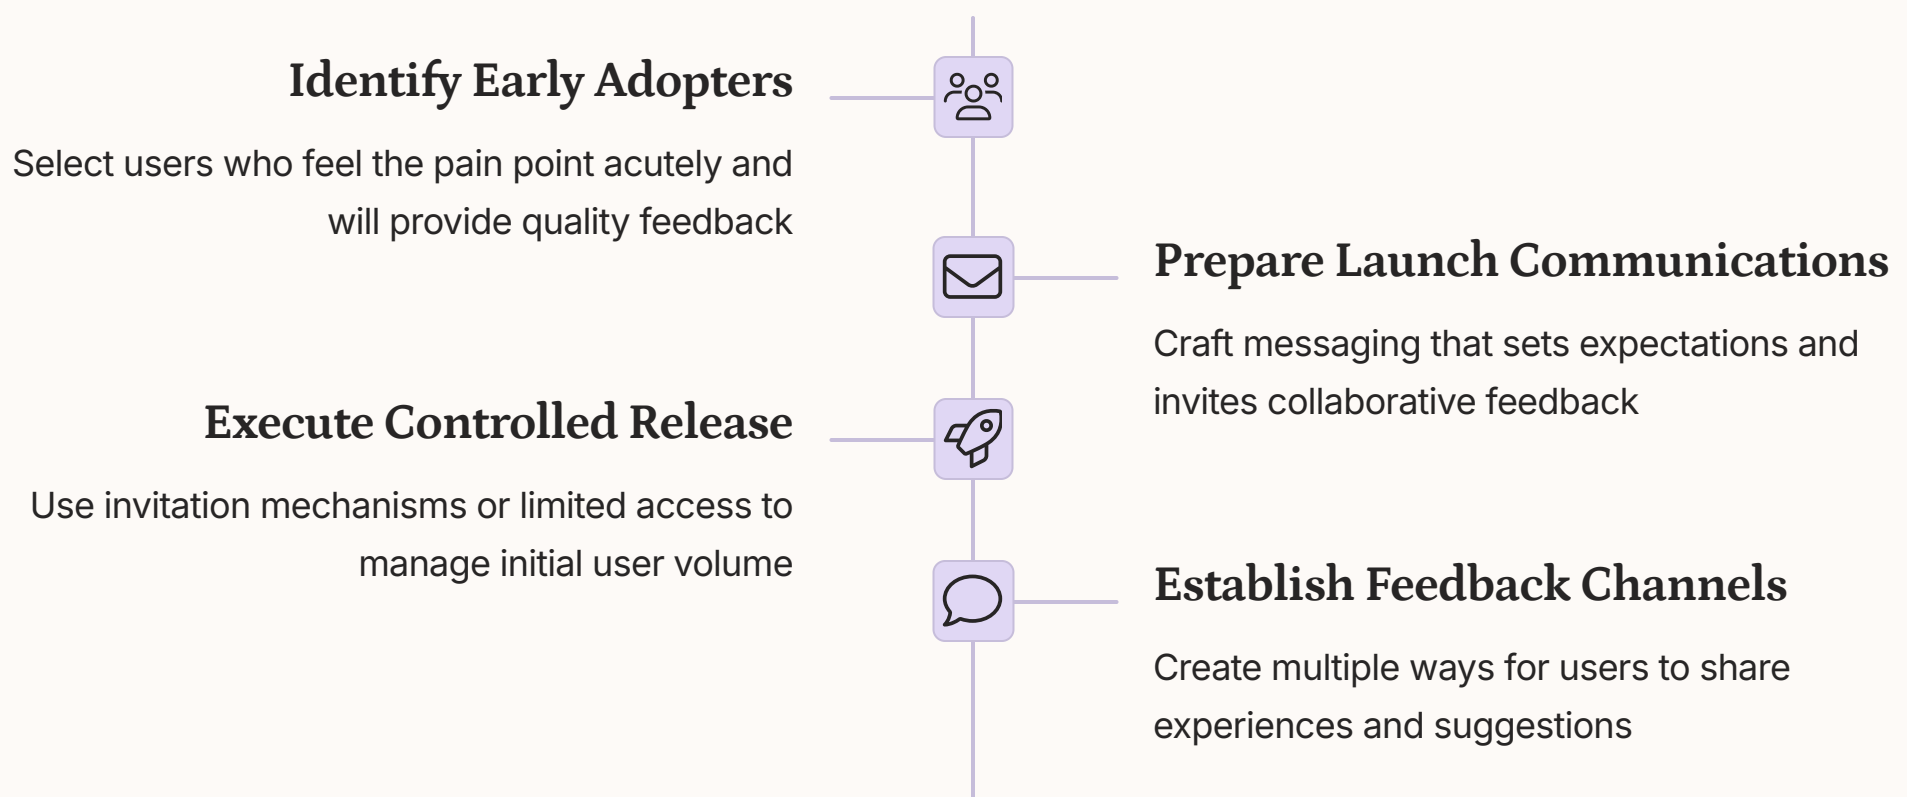 Identify Early Adopters
Select users who feel the pain point acutely and
will provide quality feedback
Prepare Launch Communications
Craft messaging that sets expectations and
invites collaborative feedback
Execute Controlled Release
Use invitation mechanisms or limited access to
manage initial user volume
Establish Feedback Channels
Create multiple ways for users to share
experiences and suggestions